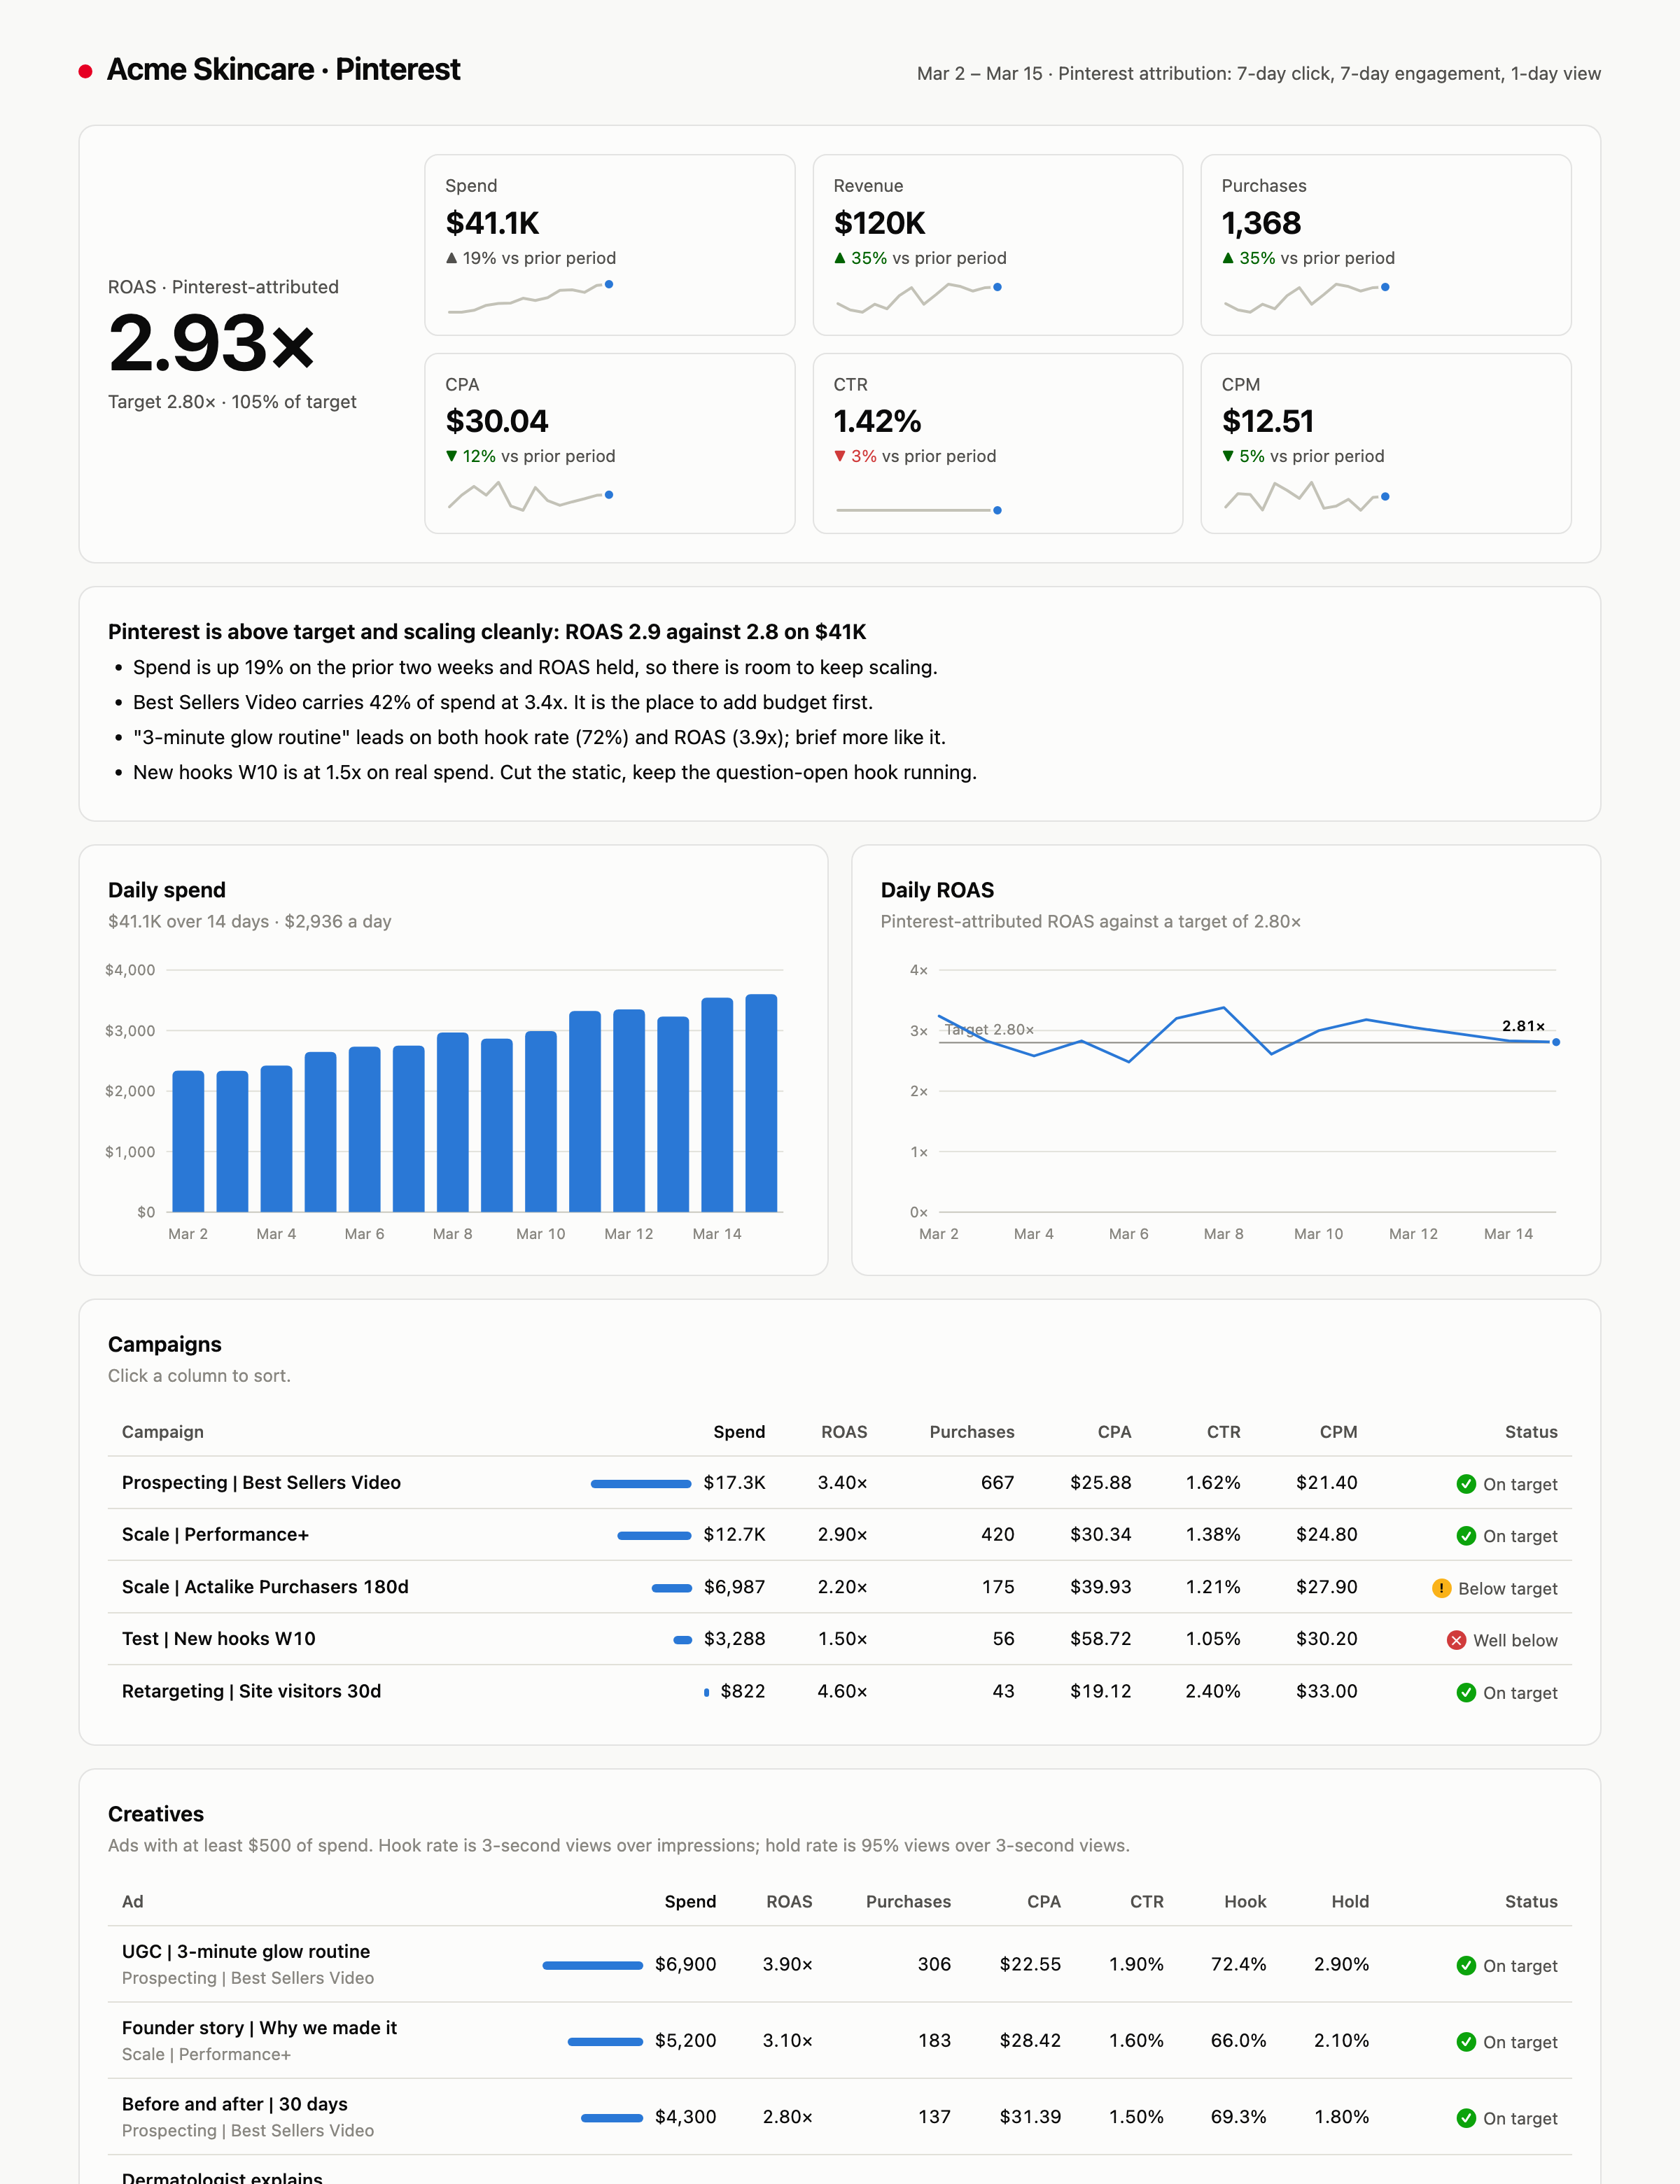 Acme Skincare · Pinterest
Mar 2 – Mar 15 · Pinterest attribution: 7-day click, 7-day engagement, 1-day view
ROAS · Pinterest-attributed
2.93×
Target 2.80× · 105% of target
Spend
$41.1K
▲ 19% vs prior period
Revenue
$120K
▲ 35% vs prior period
Purchases
1,368
▲ 35% vs prior period
CPA
$30.04
▼ 12% vs prior period
CTR
1.42%
▼ 3% vs prior period
CPM
$12.51
▼ 5% vs prior period
Pinterest is above target and scaling cleanly: ROAS 2.9 against 2.8 on $41K
• Spend is up 19% on the prior two weeks and ROAS held, so there is room to keep scaling.
• Best Sellers Video carries 42% of spend at 3.4x. It is the place to add budget first.
• "3-minute glow routine" leads on both hook rate (72%) and ROAS (3.9x); brief more like it.
• New hooks W10 is at 1.5x on real spend. Cut the static, keep the question-open hook running.
Daily spend
$41.1K over 14 days · $2,936 a day
$4,000
$3,000
$2,000
$1,000
$0
Mar 2 Mar 4 Mar 6 Mar 8 Mar 10 Mar 12 Mar 14
Daily ROAS
Pinterest-attributed ROAS against a target of 2.80×
4×
3×
2×
1×
0×
Target 2.80×
2.81×
Mar 2 Mar 4 Mar 6 Mar 8 Mar 10 Mar 12 Mar 14
Campaigns
Click a column to sort.
Campaign Spend ROAS Purchases CPA CTR CPM Status
Prospecting | Best Sellers Video $17.3K 3.40× 667 $25.88 1.62% $21.40 On target
Scale | Performance+ $12.7K 2.90× 420 $30.34 1.38% $24.80 On target
Scale | Actalike Purchasers 180d $6,987 2.20× 175 $39.93 1.21% $27.90 Below target
Test | New hooks W10 $3,288 1.50× 56 $58.72 1.05% $30.20 Well below
Retargeting | Site visitors 30d $822 4.60× 43 $19.12 2.40% $33.00 On target
Creatives
Ads with at least $500 of spend. Hook rate is 3-second views over impressions; hold rate is 95% views over 3-second views.
Ad Spend ROAS Purchases CPA CTR Hook Hold Status
UGC | 3-minute glow routine $6,900 3.90× 306 $22.55 1.90% 72.4% 2.90% On target
Prospecting | Best Sellers Video
Founder story | Why we made it $5,200 3.10× 183 $28.42 1.60% 66.0% 2.10% On target
Scale | Performance+
Before and after | 30 days $4,300 2.80× 137 $31.39 1.50% 69.3% 1.80% On target
Prospecting | Best Sellers Video
Dermatologist explains